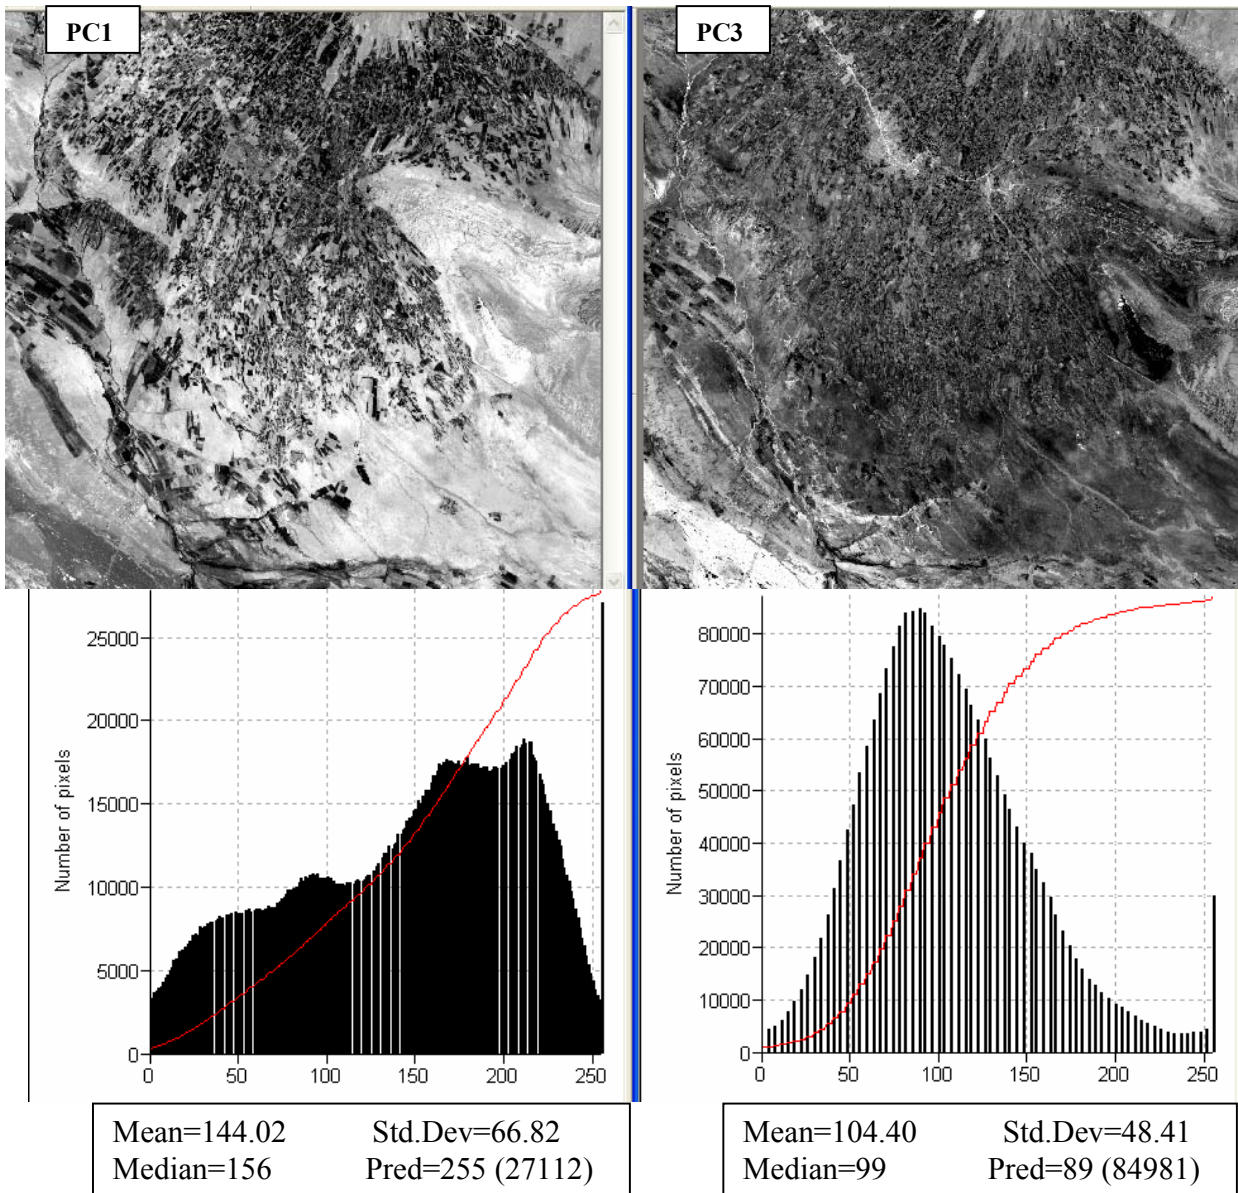 PC1
PC3
25000
20000
15000
10000
5000
0
Number of pixels
0 50 100 150 200 250
80000
70000
60000
50000
40000
30000
20000
10000
0
Number of pixels
0 50 100 150 200 250
Mean=144.02 Std.Dev=66.82
Median=156 Pred=255 (27112)
Mean=104.40 Std.Dev=48.41
Median=99 Pred=89 (84981)